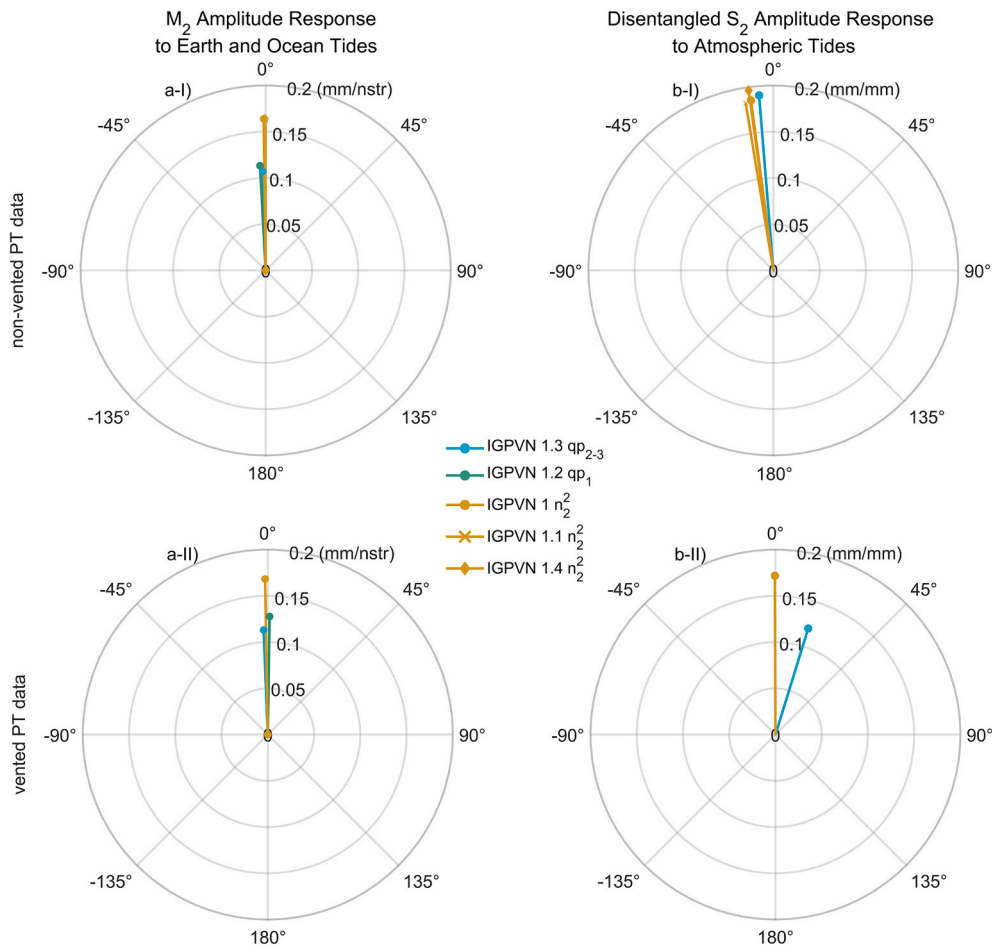 M₂ Amplitude Response
to Earth and Ocean Tides
Disentangled S₂ Amplitude Response
to Atmospheric Tides
non-vented PT data
a-I)
0°
0.2 (mm/nstr)
-45°
45°
0.15
0.1
0.05
-90°
0
90°
-135°
135°
180°
b-I)
0°
0.2 (mm/mm)
-45°
45°
0.15
0.1
0.05
-90°
0
90°
-135°
135°
180°
IGPVN 1.3 qp₂₋₃
IGPVN 1.2 qp₁
IGPVN 1 n₂²
IGPVN 1.1 n₂²
IGPVN 1.4 n₂²
vented PT data
a-II)
0°
0.2 (mm/nstr)
-45°
45°
0.15
0.1
0.05
-90°
0
90°
-135°
135°
180°
b-II)
0°
0.2 (mm/mm)
-45°
45°
0.15
0.1
0.05
-90°
0
90°
-135°
135°
180°